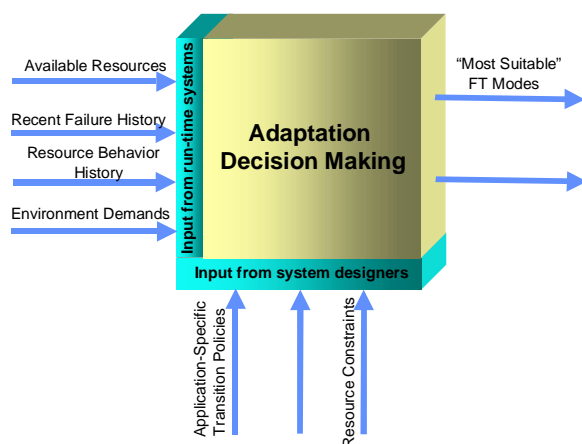 Available Resources
Recent Failure History
Resource Behavior
History
Environment Demands
Input from run-time systems
Adaptation
Decision Making
“Most Suitable”
FT Modes
Input from system designers
Application-Specific
Transition Policies
Resource Constraints